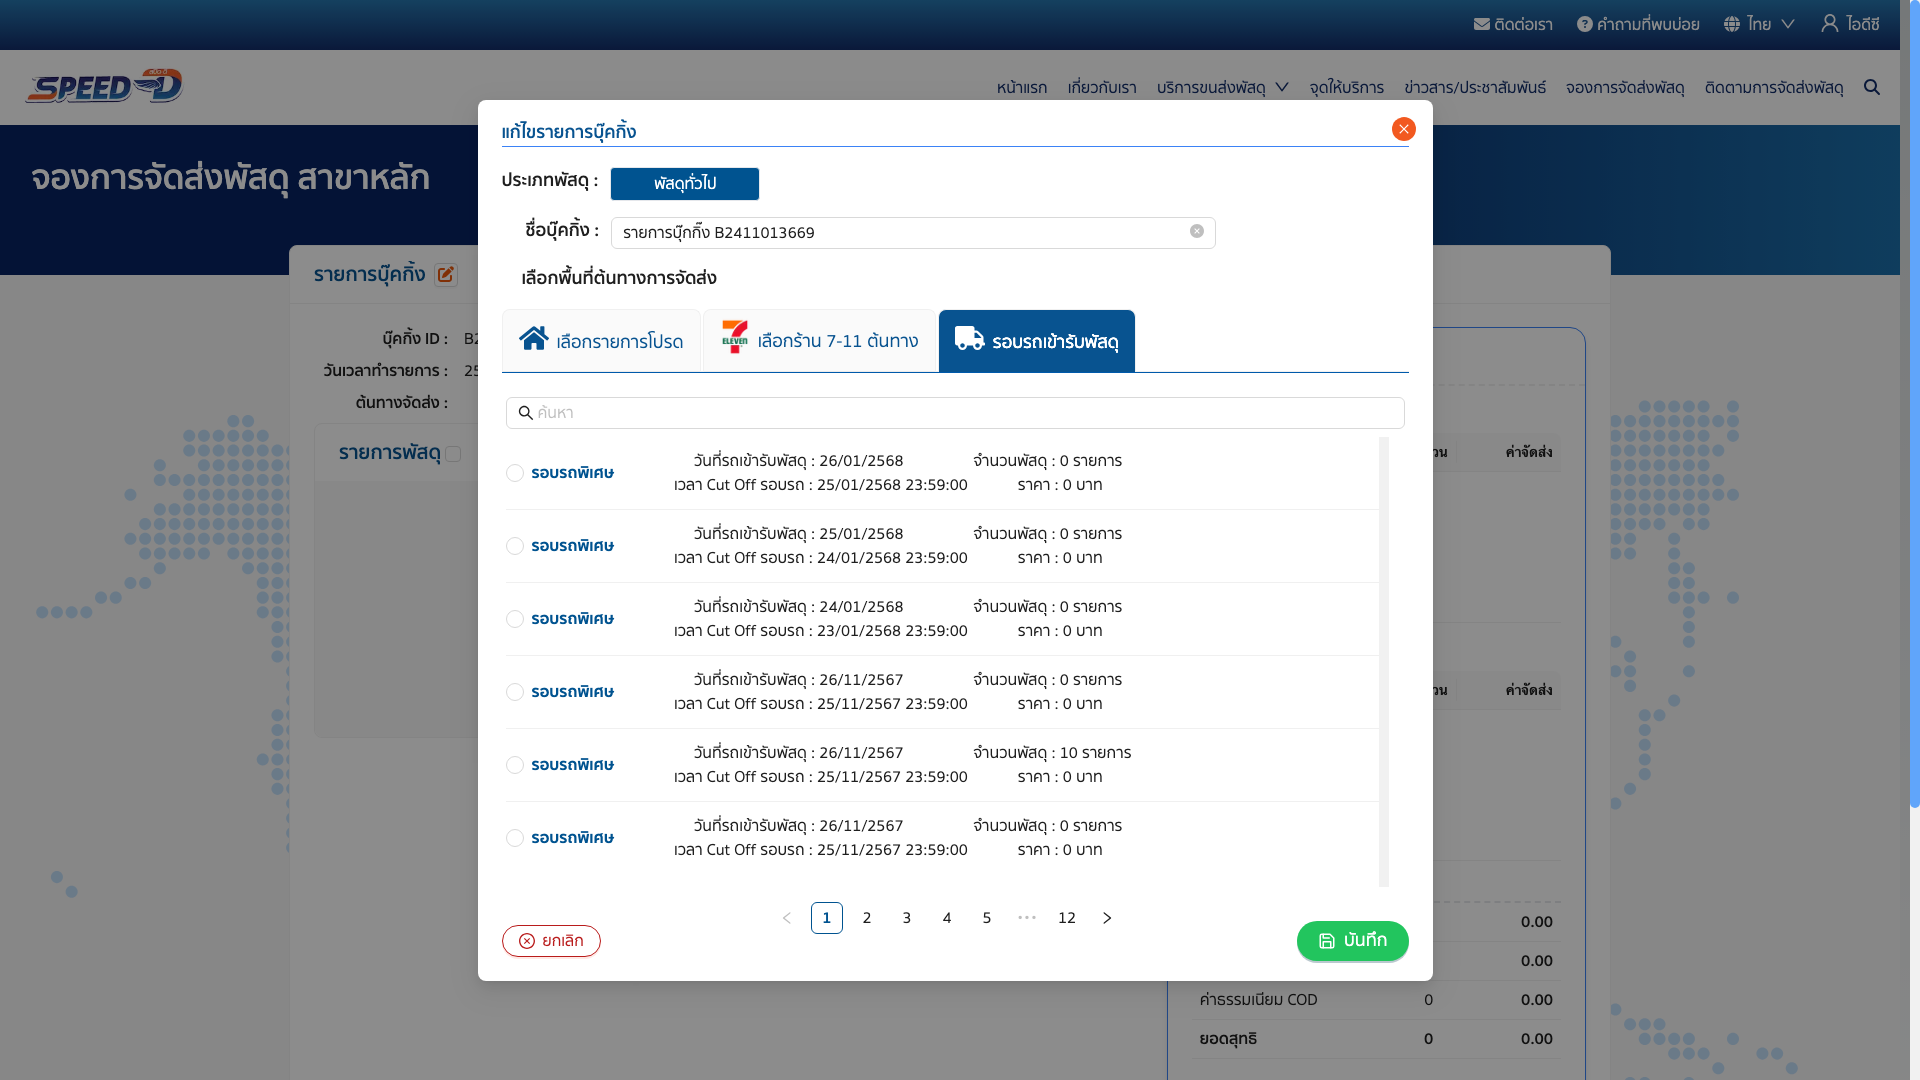 ติดต่อเรา
คำถามที่พบบ่อย
ไทย
ไอดีซี
SPEED D
หน้าแรก
เกี่ยวกับเรา
บริการขนส่งพัสดุ
จุดให้บริการ
ข่าวสาร/ประชาสัมพันธ์
จองการจัดส่งพัสดุ
ติดตามการจัดส่งพัสดุ
จองการจัดส่งพัสดุ สาขาหลัก
รายการบุ๊คกิ้ง
บุ๊คกิ้ง ID :
วันเวลาทำรายการ : 25
ต้นทางจัดส่ง :
รายการพัสดุ
แก้ไขรายการบุ๊คกิ้ง
ประเภทพัสดุ : พัสดุทั่วไป
ชื่อบุ๊คกิ้ง : รายการบุ๊กกิ๊ง B2411013669
เลือกพื้นที่ต้นทางการจัดส่ง
เลือกรายการโปรด
ELEVEN เลือกร้าน 7-11 ต้นทาง
รอบรถเข้ารับพัสดุ
ค้นหา
รอบรถพิเศษ
วันที่รถเข้ารับพัสดุ : 26/01/2568
เวลา Cut Off รอบรถ : 25/01/2568 23:59:00
จำนวนพัสดุ : 0 รายการ
ราคา : 0 บาท
รอบรถพิเศษ
วันที่รถเข้ารับพัสดุ : 25/01/2568
เวลา Cut Off รอบรถ : 24/01/2568 23:59:00
จำนวนพัสดุ : 0 รายการ
ราคา : 0 บาท
รอบรถพิเศษ
วันที่รถเข้ารับพัสดุ : 24/01/2568
เวลา Cut Off รอบรถ : 23/01/2568 23:59:00
จำนวนพัสดุ : 0 รายการ
ราคา : 0 บาท
รอบรถพิเศษ
วันที่รถเข้ารับพัสดุ : 26/11/2567
เวลา Cut Off รอบรถ : 25/11/2567 23:59:00
จำนวนพัสดุ : 0 รายการ
ราคา : 0 บาท
รอบรถพิเศษ
วันที่รถเข้ารับพัสดุ : 26/11/2567
เวลา Cut Off รอบรถ : 25/11/2567 23:59:00
จำนวนพัสดุ : 10 รายการ
ราคา : 0 บาท
รอบรถพิเศษ
วันที่รถเข้ารับพัสดุ : 26/11/2567
เวลา Cut Off รอบรถ : 25/11/2567 23:59:00
จำนวนพัสดุ : 0 รายการ
ราคา : 0 บาท
1 2 3 4 5 ••• 12
ยกเลิก
บันทึก
ค่าจัดส่ง
ค่าจัดส่ง
0.00
0.00
ค่าธรรมเนียม COD 0 0.00
ยอดสุทธิ 0 0.00